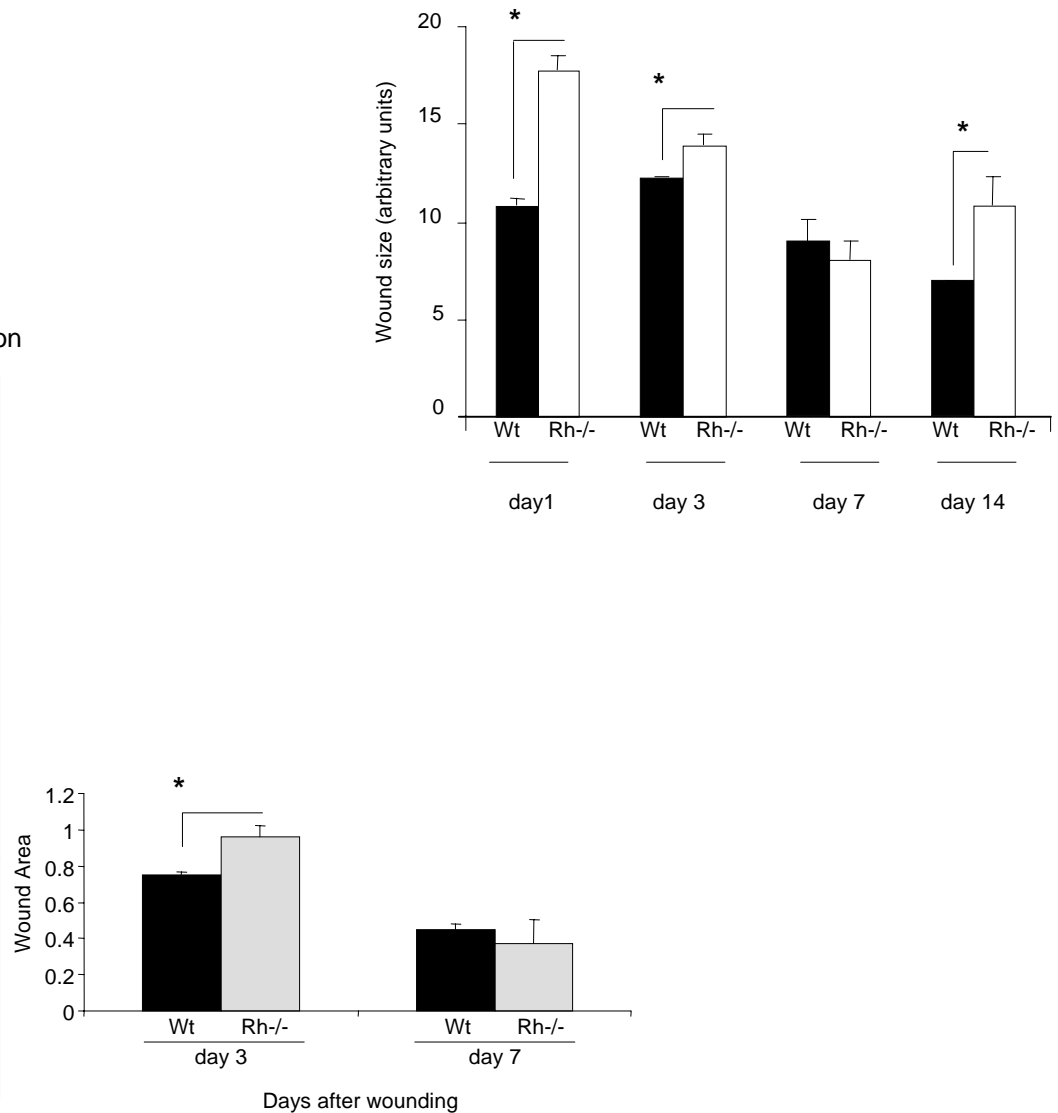 *
*
*
20
15
10
5
0
Wound size (arbitrary units)
Wt Rh-/- Wt Rh-/- Wt Rh-/- Wt Rh-/-
day1 day 3 day 7 day 14
on
*
1.2
1
0.8
0.6
0.4
0.2
0
Wound Area
Wt Rh-/- Wt Rh-/-
day 3 day 7
Days after wounding